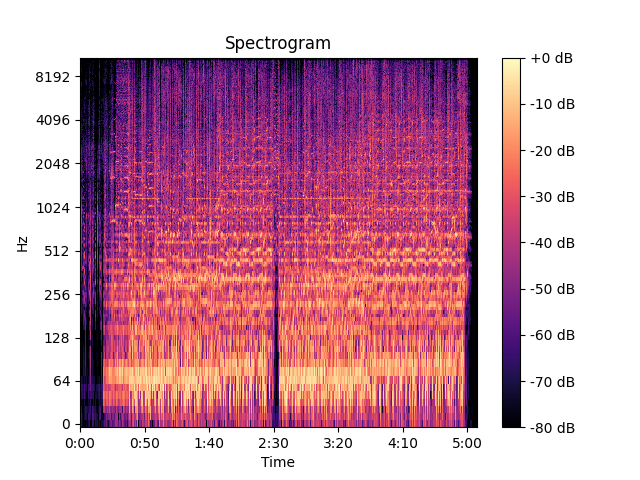 Spectrogram
Hz
8192
4096
2048
1024
512
256
128
64
0
0:00 0:50 1:40 2:30 3:20 4:10 5:00
Time
+0 dB
-10 dB
-20 dB
-30 dB
-40 dB
-50 dB
-60 dB
-70 dB
-80 dB